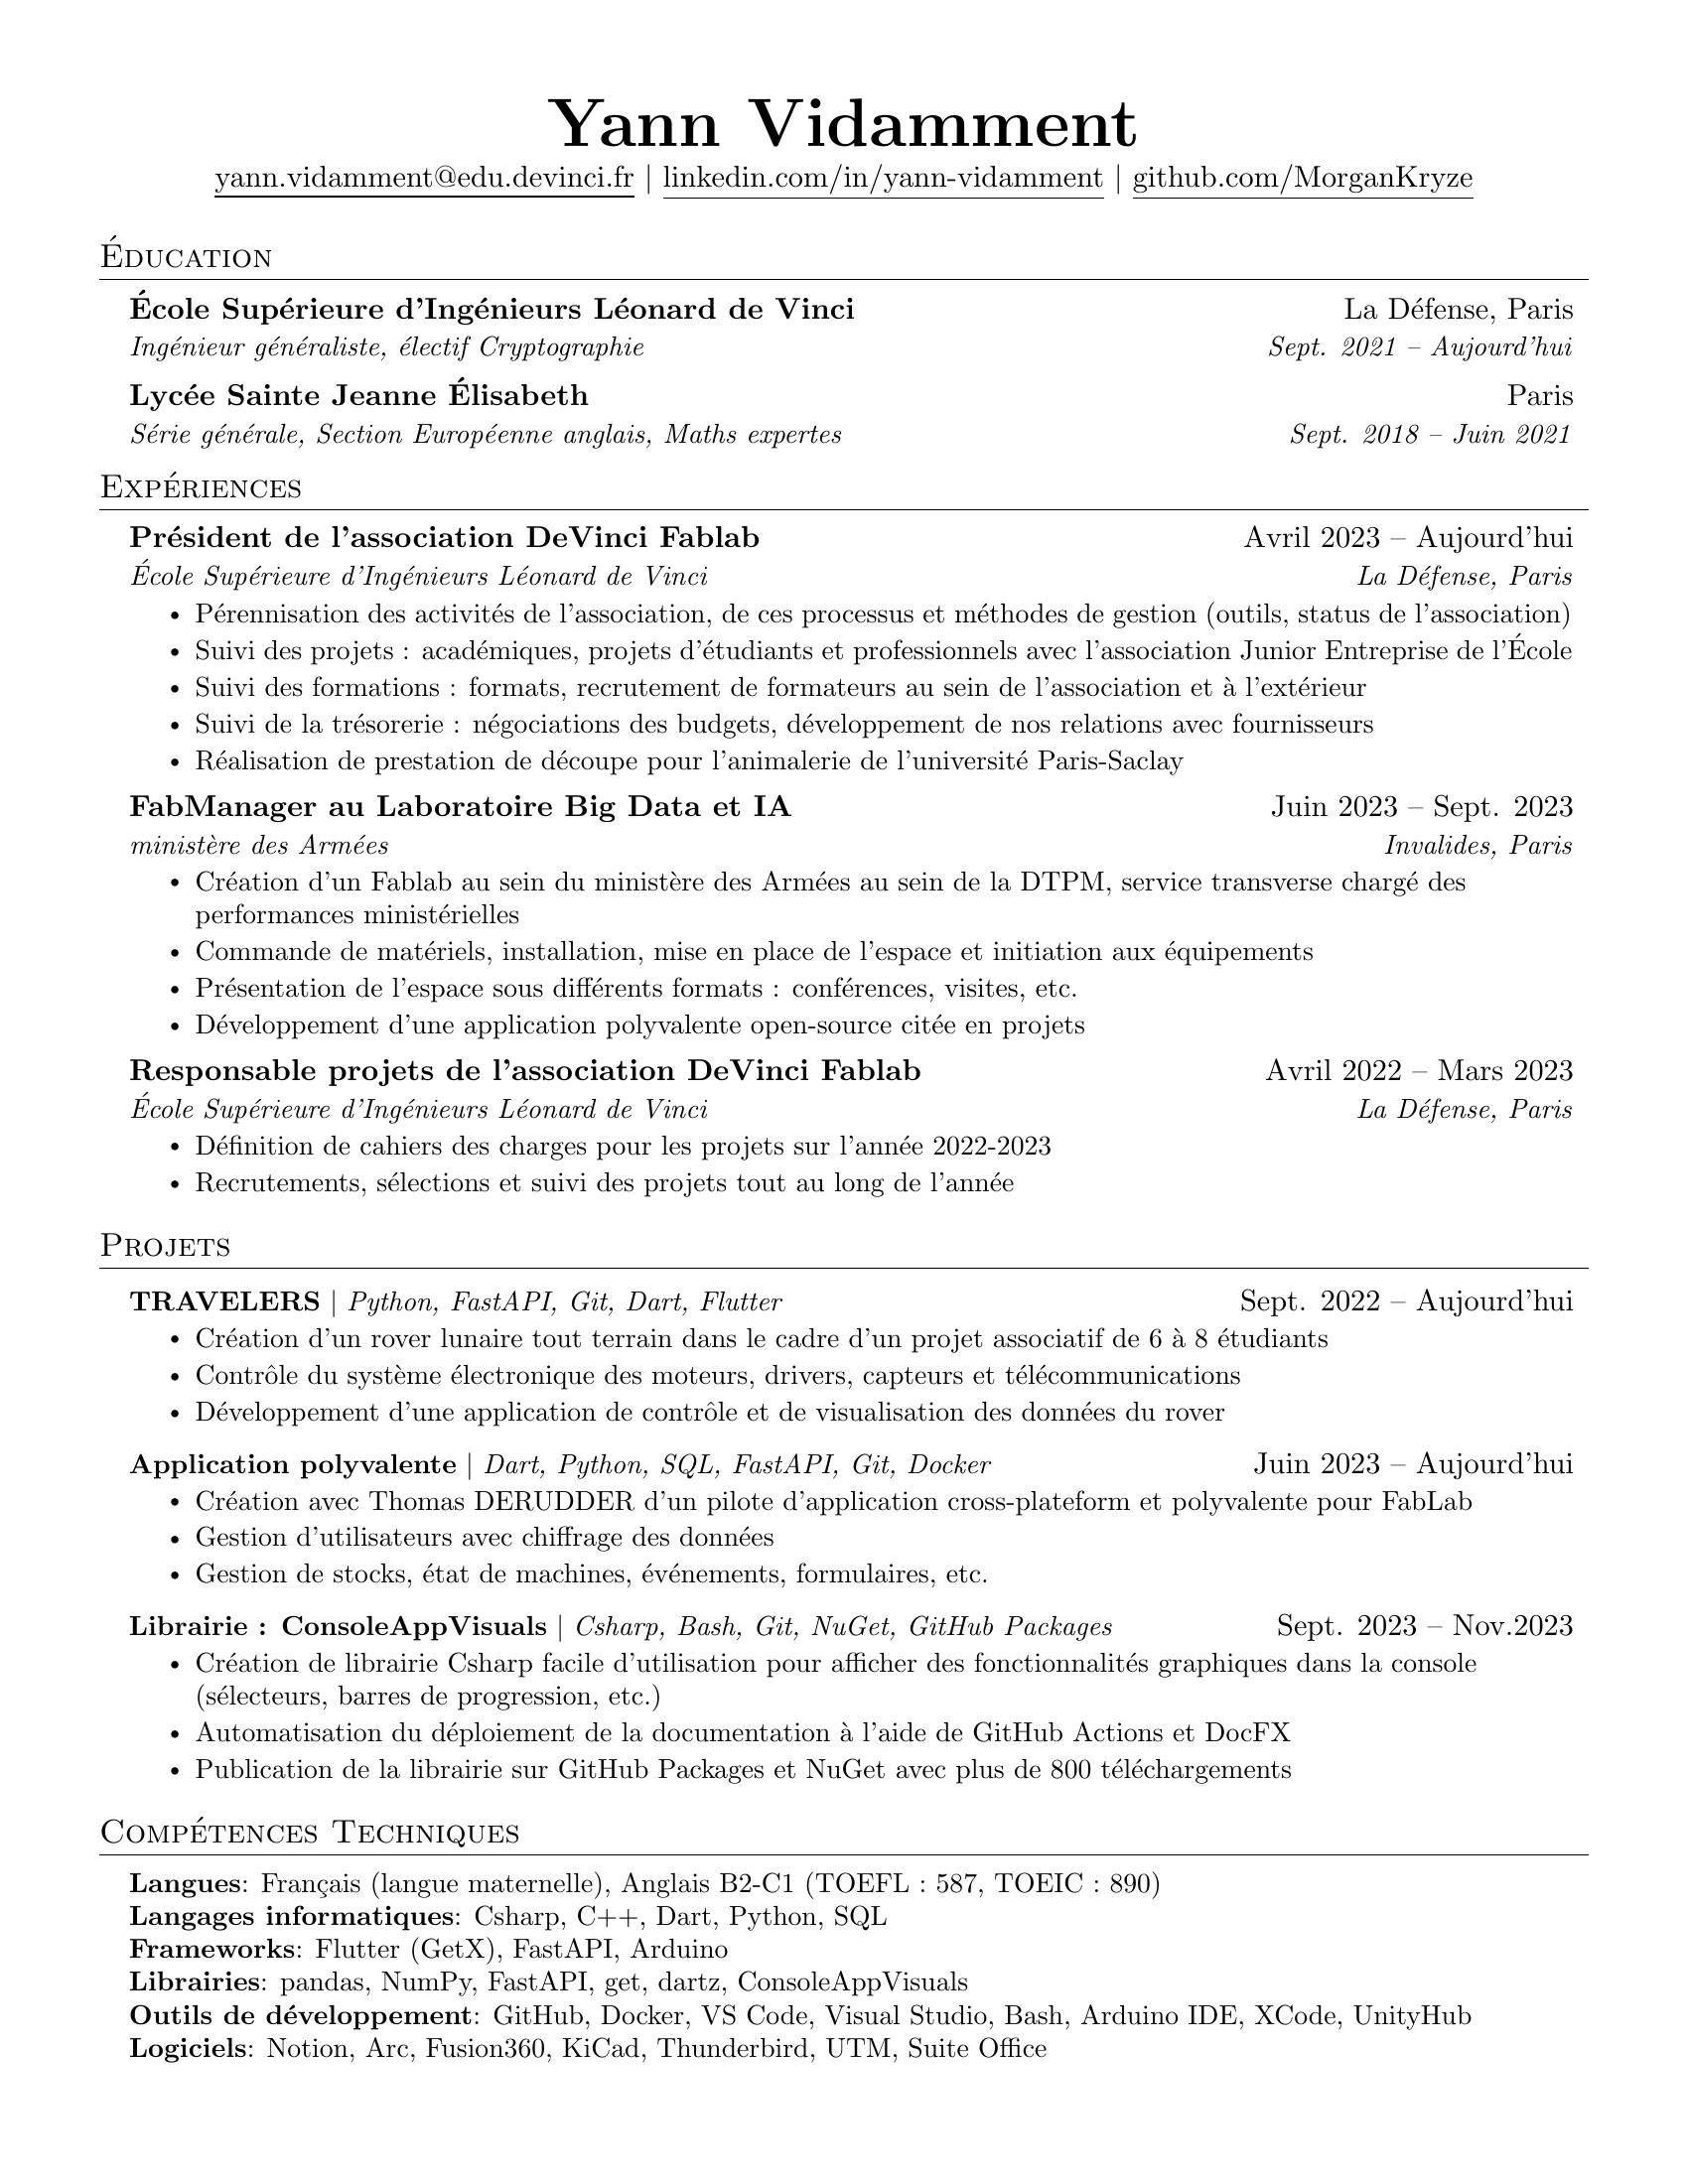 Yann Vidamment
yann.vidamment@edu.devinci.fr | linkedin.com/in/yann-vidamment | github.com/MorganKryze
Éducation
École Supérieure d'Ingénieurs Léonard de Vinci La Défense, Paris
Ingénieur généraliste, électif Cryptographie Sept. 2021 – Aujourd'hui
Lycée Sainte Jeanne Élisabeth Paris
Série générale, Section Européenne anglais, Maths expertes Sept. 2018 – Juin 2021
Expériences
Président de l'association DeVinci Fablab Avril 2023 – Aujourd'hui
École Supérieure d'Ingénieurs Léonard de Vinci La Défense, Paris
• Pérennisation des activités de l'association, de ces processus et méthodes de gestion (outils, status de l'association)
• Suivi des projets : académiques, projets d'étudiants et professionnels avec l'association Junior Entreprise de l'École
• Suivi des formations : formats, recrutement de formateurs au sein de l'association et à l'extérieur
• Suivi de la trésorerie : négociations des budgets, développement de nos relations avec fournisseurs
• Réalisation de prestation de découpe pour l'animalerie de l'université Paris-Saclay
FabManager au Laboratoire Big Data et IA Juin 2023 – Sept. 2023
ministère des Armées Invalides, Paris
• Création d'un Fablab au sein du ministère des Armées au sein de la DTPM, service transverse chargé des
performances ministérielles
• Commande de matériels, installation, mise en place de l'espace et initiation aux équipements
• Présentation de l'espace sous différents formats : conférences, visites, etc.
• Développement d'une application polyvalente open-source citée en projets
Responsable projets de l'association DeVinci Fablab Avril 2022 – Mars 2023
École Supérieure d'Ingénieurs Léonard de Vinci La Défense, Paris
• Définition de cahiers des charges pour les projets sur l'année 2022-2023
• Recrutements, sélections et suivi des projets tout au long de l'année
Projets
TRAVELERS | Python, FastAPI, Git, Dart, Flutter Sept. 2022 – Aujourd'hui
• Création d'un rover lunaire tout terrain dans le cadre d'un projet associatif de 6 à 8 étudiants
• Contrôle du système électronique des moteurs, drivers, capteurs et télécommunications
• Développement d'une application de contrôle et de visualisation des données du rover
Application polyvalente | Dart, Python, SQL, FastAPI, Git, Docker Juin 2023 – Aujourd'hui
• Création avec Thomas DERUDDER d'un pilote d'application cross-plateform et polyvalente pour FabLab
• Gestion d'utilisateurs avec chiffrage des données
• Gestion de stocks, état de machines, événements, formulaires, etc.
Librairie : ConsoleAppVisuals | Csharp, Bash, Git, NuGet, GitHub Packages Sept. 2023 – Nov.2023
• Création de librairie Csharp facile d'utilisation pour afficher des fonctionnalités graphiques dans la console
(sélecteurs, barres de progression, etc.)
• Automatisation du déploiement de la documentation à l'aide de GitHub Actions et DocFX
• Publication de la librairie sur GitHub Packages et NuGet avec plus de 800 téléchargements
Compétences Techniques
Langues: Français (langue maternelle), Anglais B2-C1 (TOEFL : 587, TOEIC : 890)
Langages informatiques: Csharp, C++, Dart, Python, SQL
Frameworks: Flutter (GetX), FastAPI, Arduino
Librairies: pandas, NumPy, FastAPI, get, dartz, ConsoleAppVisuals
Outils de développement: GitHub, Docker, VS Code, Visual Studio, Bash, Arduino IDE, XCode, UnityHub
Logiciels: Notion, Arc, Fusion360, KiCad, Thunderbird, UTM, Suite Office